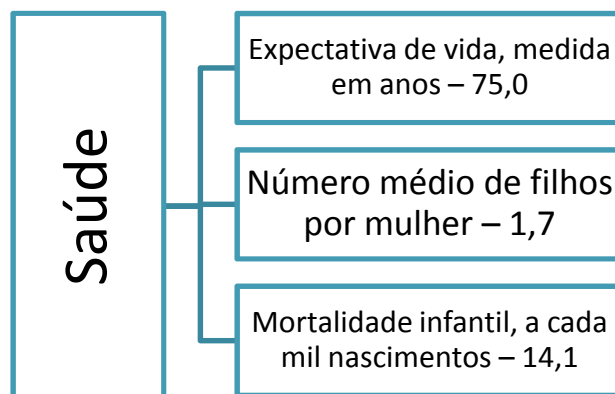 Saúde
Expectativa de vida, medida
em anos – 75,0
Número médio de filhos
por mulher – 1,7
Mortalidade infantil, a cada
mil nascimentos – 14,1